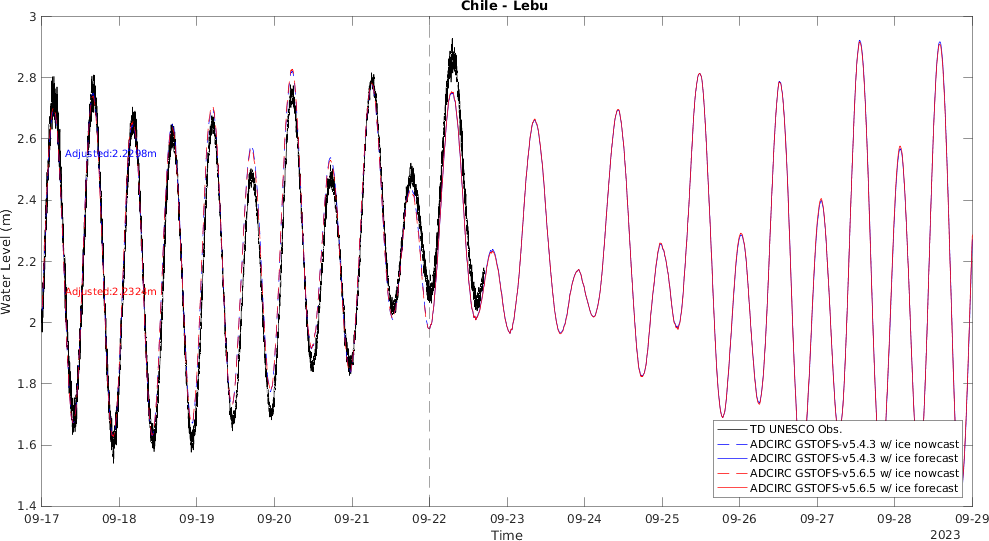 Chile - Lebu
3
2.8
2.6
2.4
2.2
2
1.8
1.6
1.4
Water Level (m)
Adjusted:2.2298m
Adjusted:2.2324m
TD UNESCO Obs.
ADCIRC GSTOFS-v5.4.3 w/ ice nowcast
ADCIRC GSTOFS-v5.4.3 w/ ice forecast
ADCIRC GSTOFS-v5.6.5 w/ ice nowcast
ADCIRC GSTOFS-v5.6.5 w/ ice forecast
09-17 09-18 09-19 09-20 09-21 09-22 09-23 09-24 09-25 09-26 09-27 09-28 09-29
Time
2023